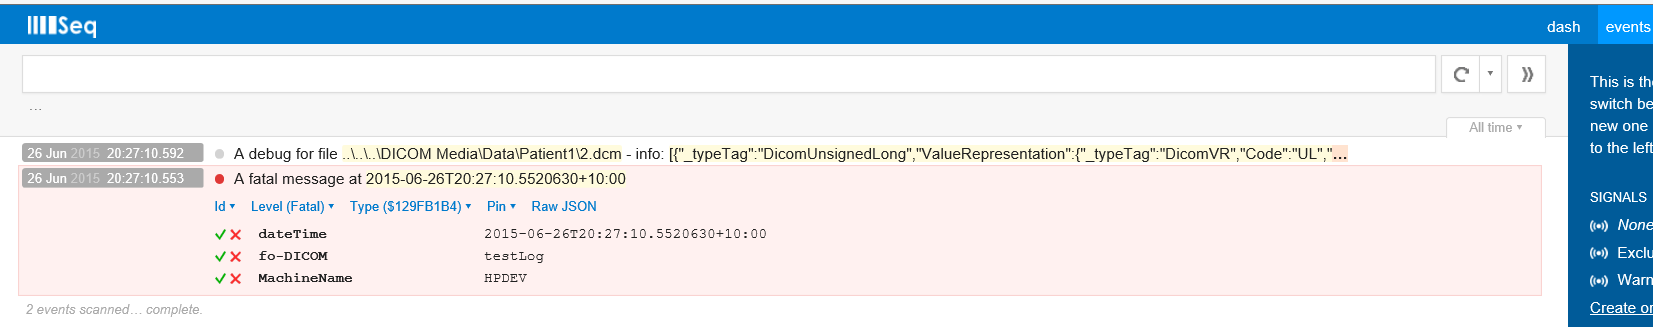 Seq
dash events
This is the
switch be
new one
to the left
...
All time
26 Jun 2015 20:27:10.592 A debug for file ..\..\..\DICOM Media\Data\Patient1\2.dcm - info: [{"_typeTag":"DicomUnsignedLong","ValueRepresentation":{"_typeTag":"DicomVR","Code":"UL","...
26 Jun 2015 20:27:10.553 A fatal message at 2015-06-26T20:27:10.5520630+10:00
Id Level (Fatal) Type ($129FB1B4) Pin Raw JSON
dateTime 2015-06-26T20:27:10.5520630+10:00
fo-DICOM testLog
MachineName HPDEV
2 events scanned... complete.
SIGNALS
None
Exclu
Warn
Create